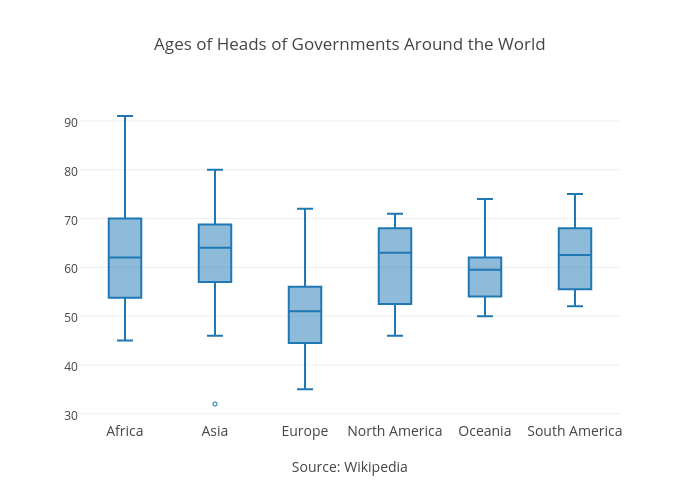 Ages of Heads of Governments Around the World
90
80
70
60
50
40
30
Africa Asia Europe North America Oceania South America
Source: Wikipedia